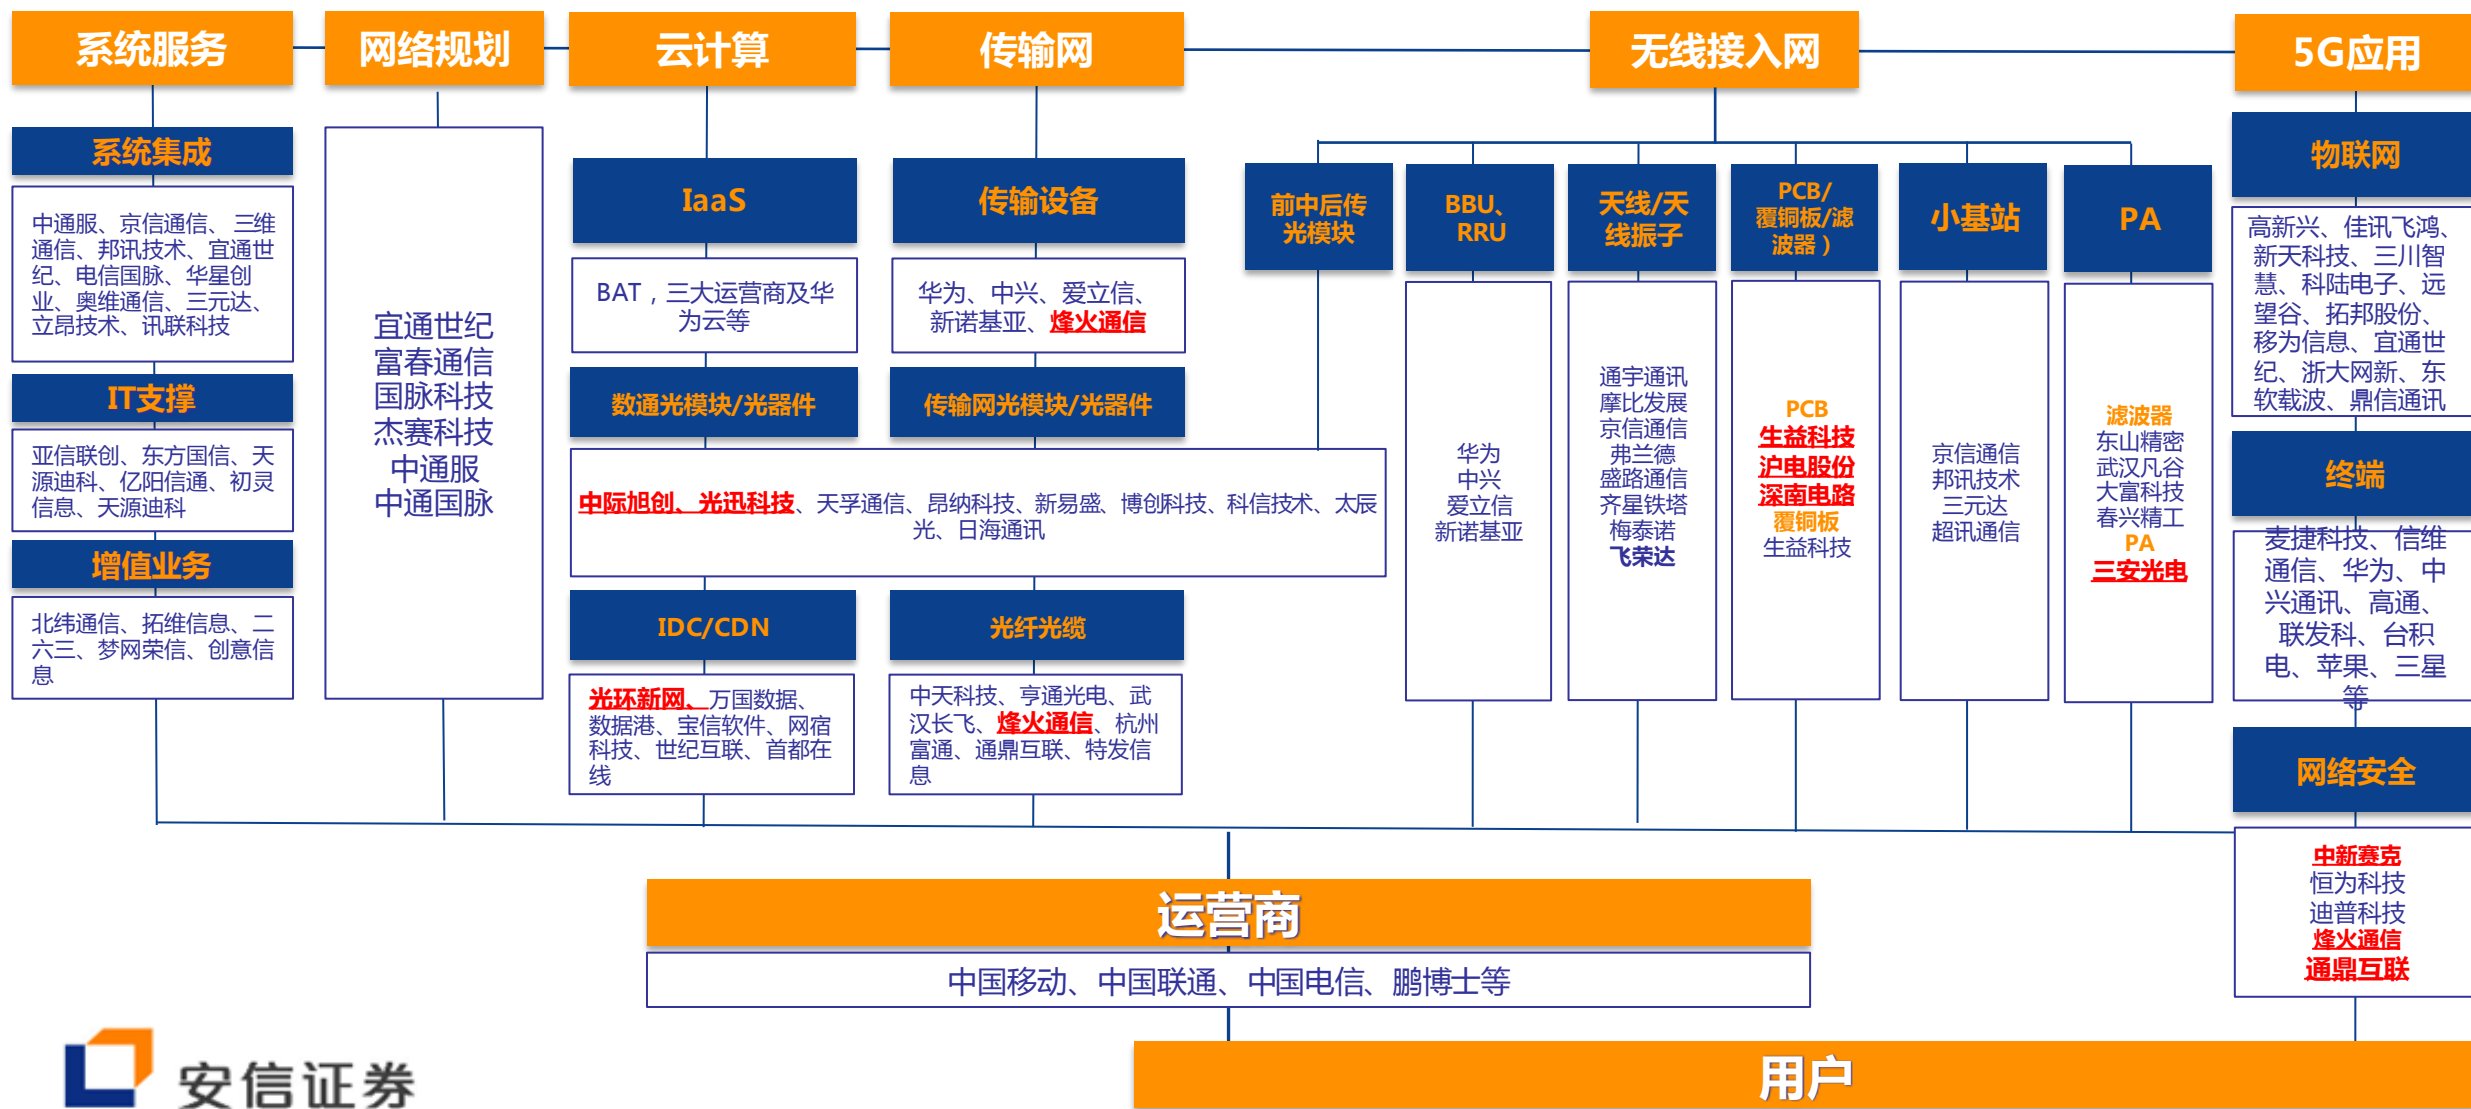 系统服务
网络规划
云计算
传输网
无线接入网
5G应用
系统集成
中通服、京信通信、三维
通信、邦讯技术、宜通世
纪、电信国脉、华星创
业、奥维通信、三元达、
立昂技术、讯联科技
IT支撑
亚信联创、东方国信、天
源迪科、亿阳信通、初灵
信息、天源迪科
增值业务
北纬通信、拓维信息、二
六三、梦网荣信、创意信
息
宜通世纪
富春通信
国脉科技
杰赛科技
中通服
中通国脉
IaaS
BAT，三大运营商及华
为云等
数通光模块/光器件
传输设备
华为、中兴、爱立信、
新诺基亚、烽火通信
传输网光模块/光器件
中际旭创、光迅科技、天孚通信、昂纳科技、新易盛、博创科技、科信技术、太辰
光、日海通讯
IDC/CDN
光环新网、万国数据、
数据港、宝信软件、网宿
科技、世纪互联、首都在
线
光纤光缆
中天科技、亨通光电、武
汉长飞、烽火通信、杭州
富通、通鼎互联、特发信
息
前中后传
光模块
BBU、
RRU
华为
中兴
爱立信
新诺基亚
天线/天
线振子
通宇通讯
摩比发展
京信通信
弗兰德
盛路通信
齐星铁塔
梅泰诺
飞荣达
PCB/
覆铜板/滤
波器）
PCB
生益科技
沪电股份
深南电路
覆铜板
生益科技
小基站
京信通信
邦讯技术
三元达
超讯通信
PA
滤波器
东山精密
武汉凡谷
大富科技
春兴精工
PA
三安光电
物联网
高新兴、佳讯飞鸿、
新天科技、三川智
慧、科陆电子、远
望谷、拓邦股份、
移为信息、宜通世
纪、浙大网新、东
软载波、鼎信通讯
终端
麦捷科技、信维
通信、华为、中
兴通讯、高通、
联发科、台积
电、苹果、三星
等
网络安全
中新赛克
恒为科技
迪普科技
烽火通信
通鼎互联
运营商
中国移动、中国联通、中国电信、鹏博士等
用户
安信证券